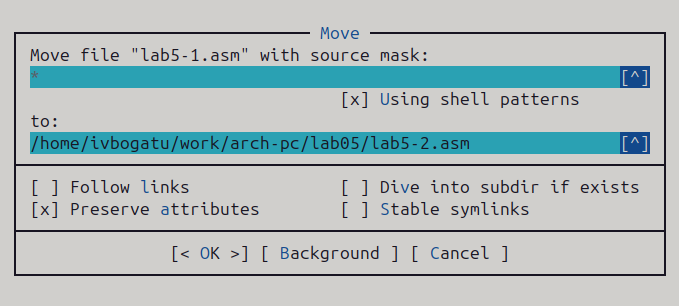 Move
Move file "lab5-1.asm" with source mask:
* [^]
[x] Using shell patterns
to:
/home/ivbogatu/work/arch-pc/lab05/lab5-2.asm [^]
[ ] Follow links [ ] Dive into subdir if exists
[x] Preserve attributes [ ] Stable symlinks
[< OK >] [ Background ] [ Cancel ]